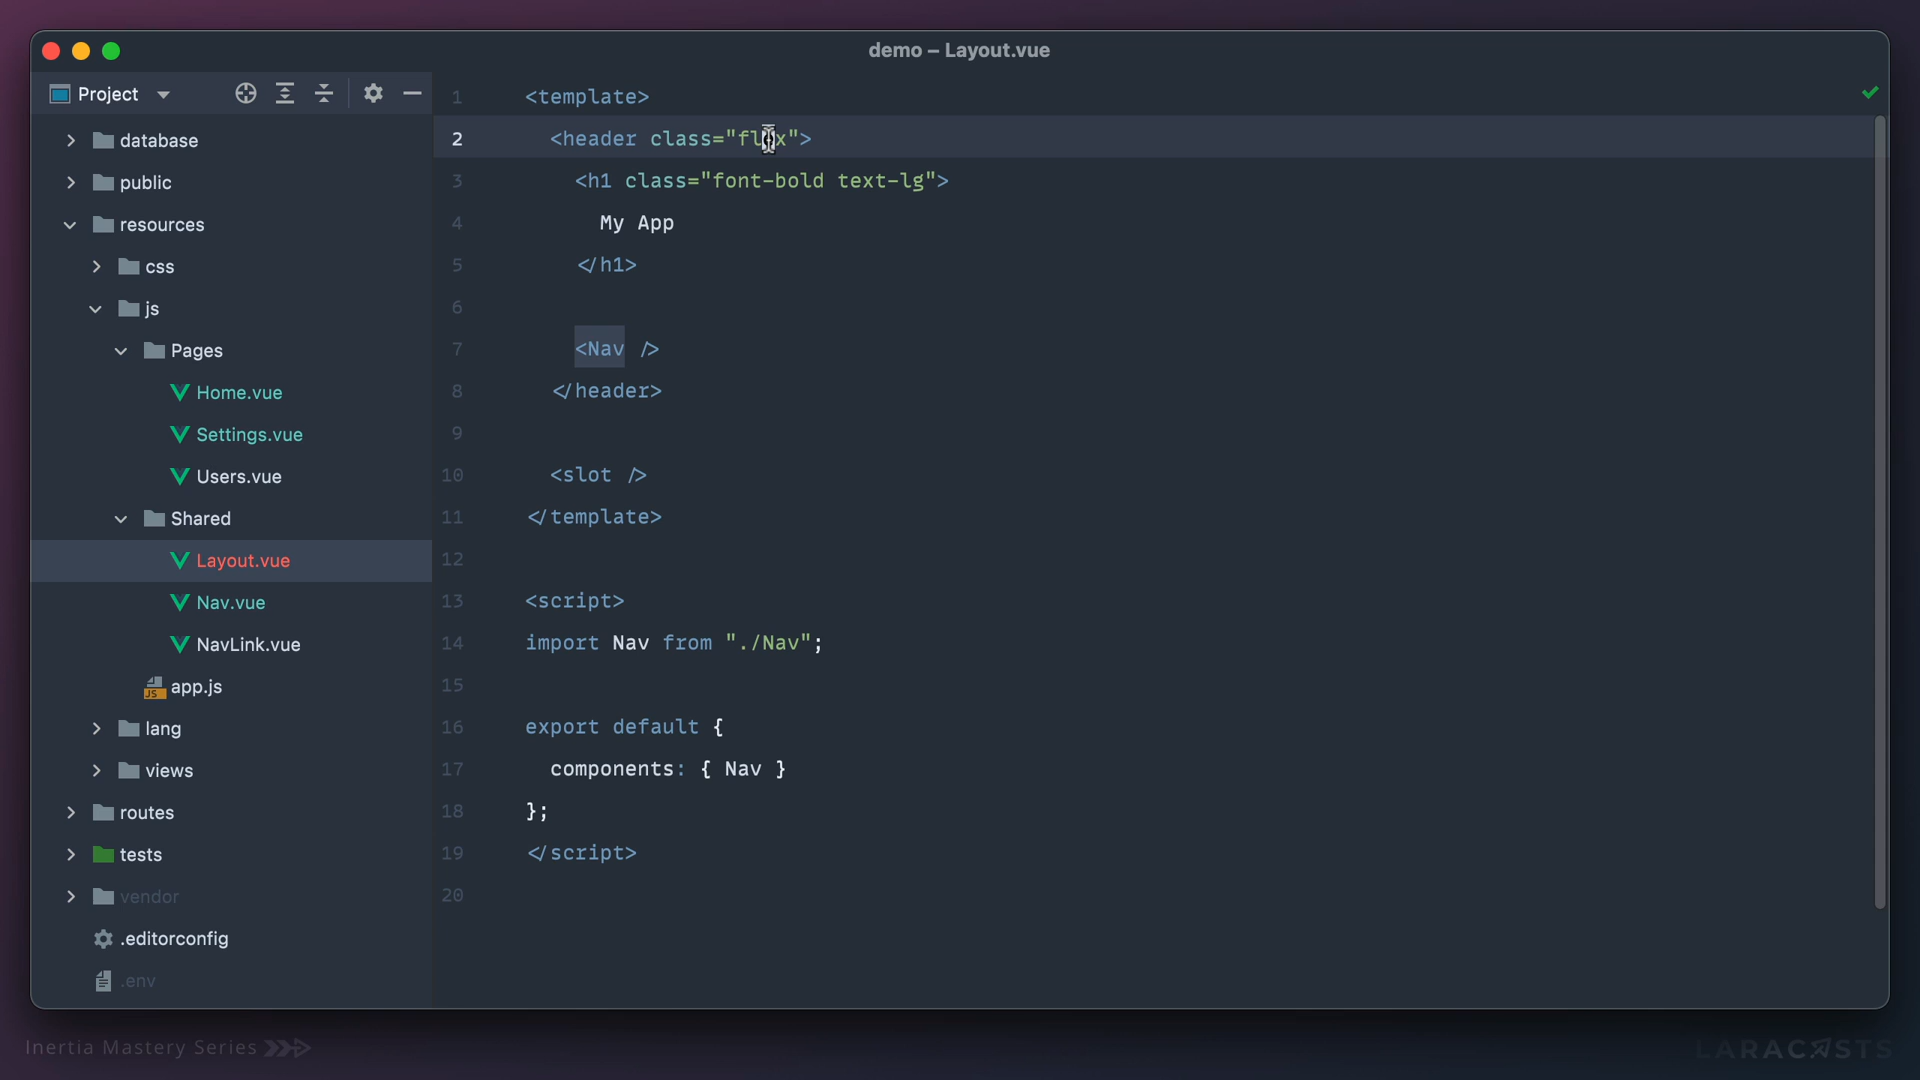 demo – Layout.vue
Project
database
public
resources
css
js
Pages
Home.vue
Settings.vue
Users.vue
Shared
Layout.vue
Nav.vue
NavLink.vue
app.js
lang
views
routes
tests
vendor
.editorconfig
.env
1 <template>
2 <header class="flex">
3 <h1 class="font-bold text-lg">
4 My App
5 </h1>
6
7 <Nav />
8 </header>
9
10 <slot />
11 </template>
12
13 <script>
14 import Nav from "./Nav";
15
16 export default {
17 components: { Nav }
18 };
19 </script>
20
Inertia Mastery Series
LARACASTS